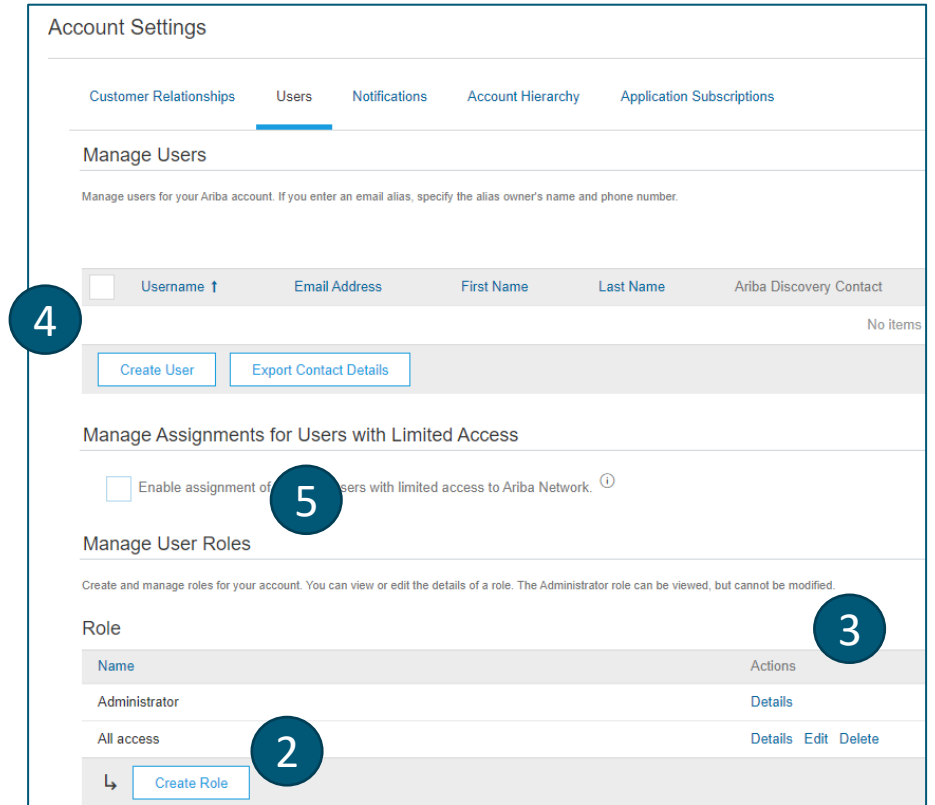 Account Settings
Customer Relationships Users Notifications Account Hierarchy Application Subscriptions
Manage Users
Manage users for your Ariba account. If you enter an email alias, specify the alias owner's name and phone number.
Username ↑ Email Address First Name Last Name Ariba Discovery Contact
No items
4
Create User Export Contact Details
Manage Assignments for Users with Limited Access
Enable assignment of 5 sers with limited access to Ariba Network.
Manage User Roles
Create and manage roles for your account. You can view or edit the details of a role. The Administrator role can be viewed, but cannot be modified.
Role
3
Name Actions
Administrator Details
All access Details Edit Delete
2
Create Role